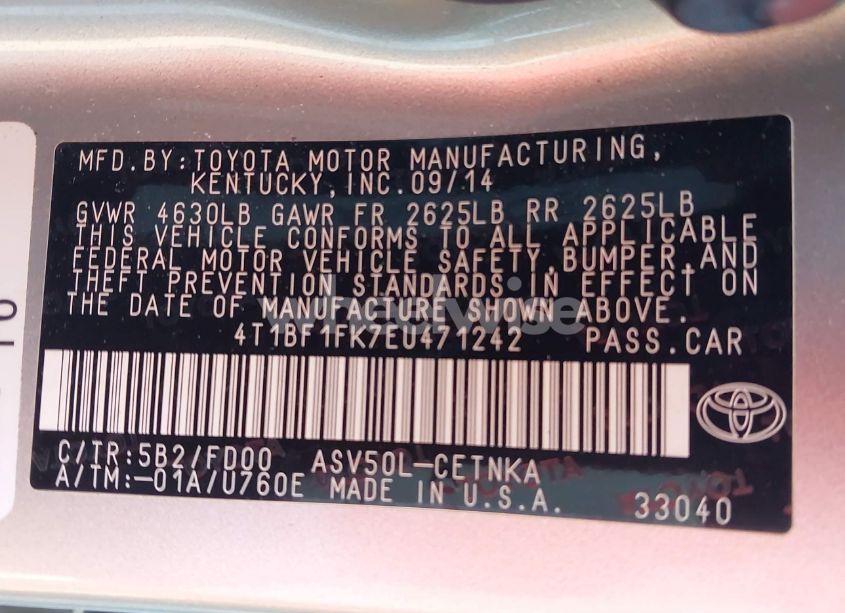 MFD.BY:TOYOTA MOTOR MANUFACTURING,
KENTUCKY,INC.09/14
GVWR 4630LB GAWR FR 2625LB RR 2625LB
THIS VEHICLE CONFORMS TO ALL APPLICABLE
FEDERAL MOTOR VEHICLE SAFETY,BUMPER,AND
THEFT PREVENTION STANDARDS IN EFFECT ON
THE DATE OF MANUFACTURE SHOWN ABOVE.
4T1BF1FK7EU471242 PASS.CAR
C/TR:5B2/FD00 ASV50L-CETNKA
A/TM:-01A/U760E MADE IN U.S.A.
33040